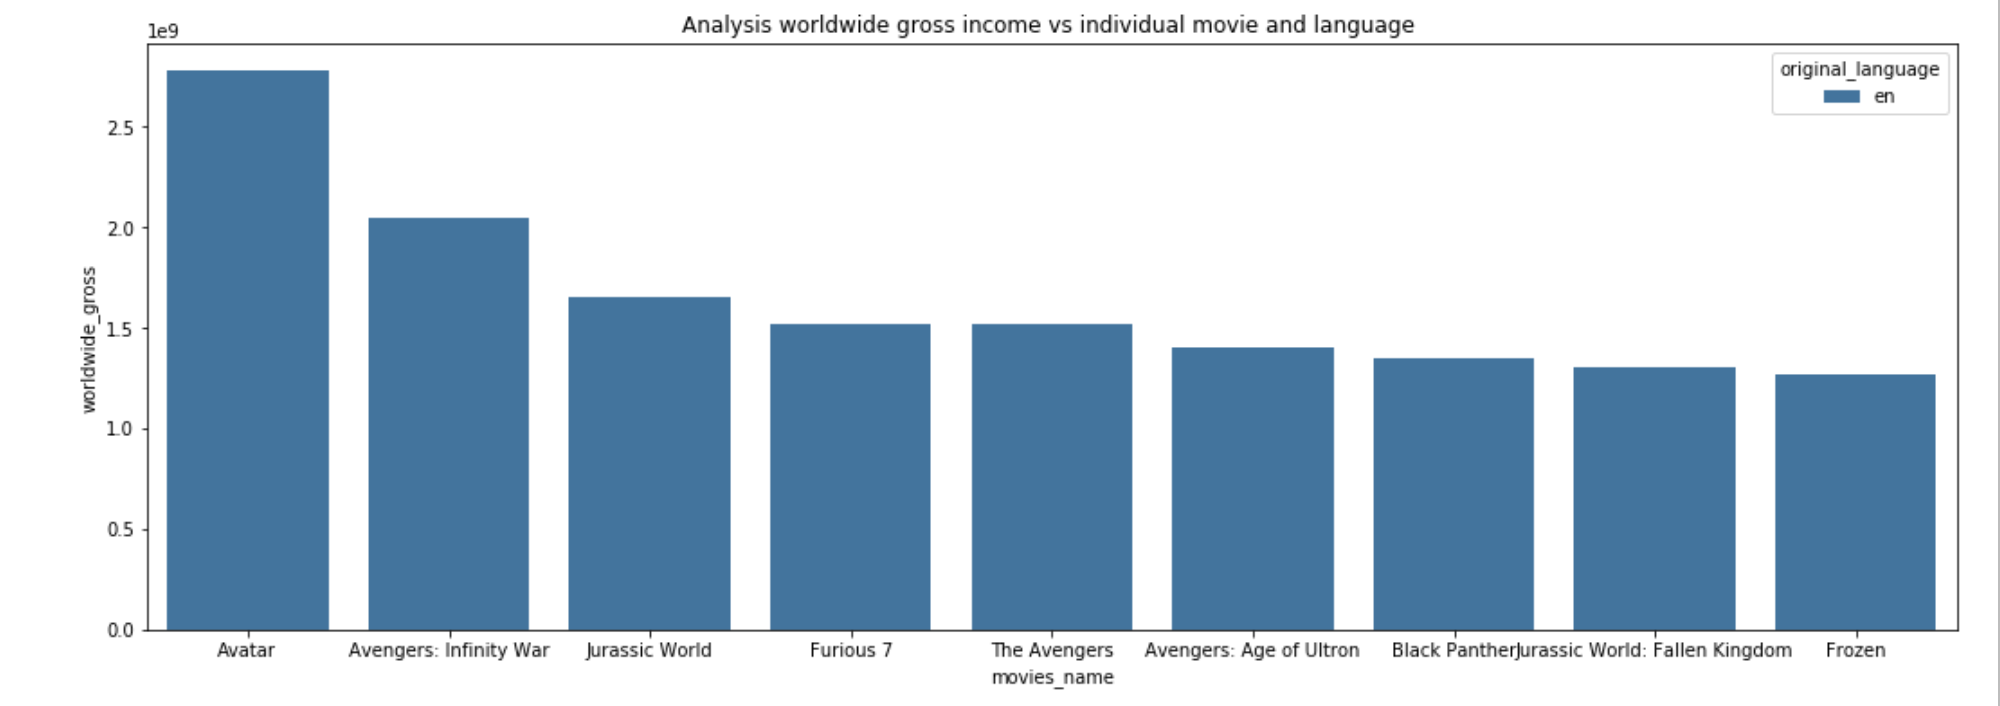 Analysis worldwide gross income vs individual movie and language
1e9
original_language
en
2.5
2.0
1.5
1.0
0.5
0.0
worldwide_gross
Avatar
Avengers: Infinity War
Jurassic World
Furious 7
The Avengers
Avengers: Age of Ultron
Black Panther
Jurassic World: Fallen Kingdom
Frozen
movies_name